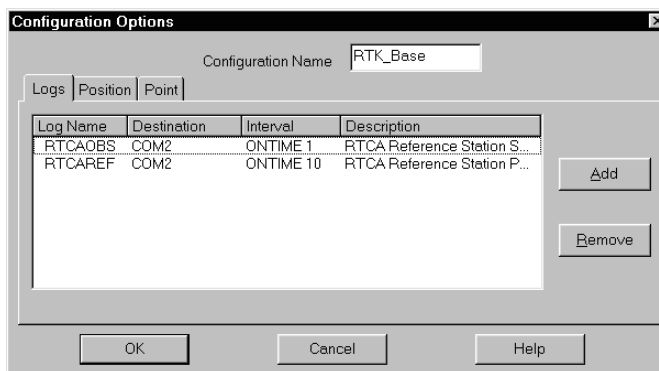 Configuration Options
Configuration Name RTK_Base
Logs Position Point
Log Name Destination Interval Description
RTCAOBS COM2 ONTIME 1 RTCA Reference Station S...
RTCAREF COM2 ONTIME 10 RTCA Reference Station P...
Add
Remove
OK Cancel Help